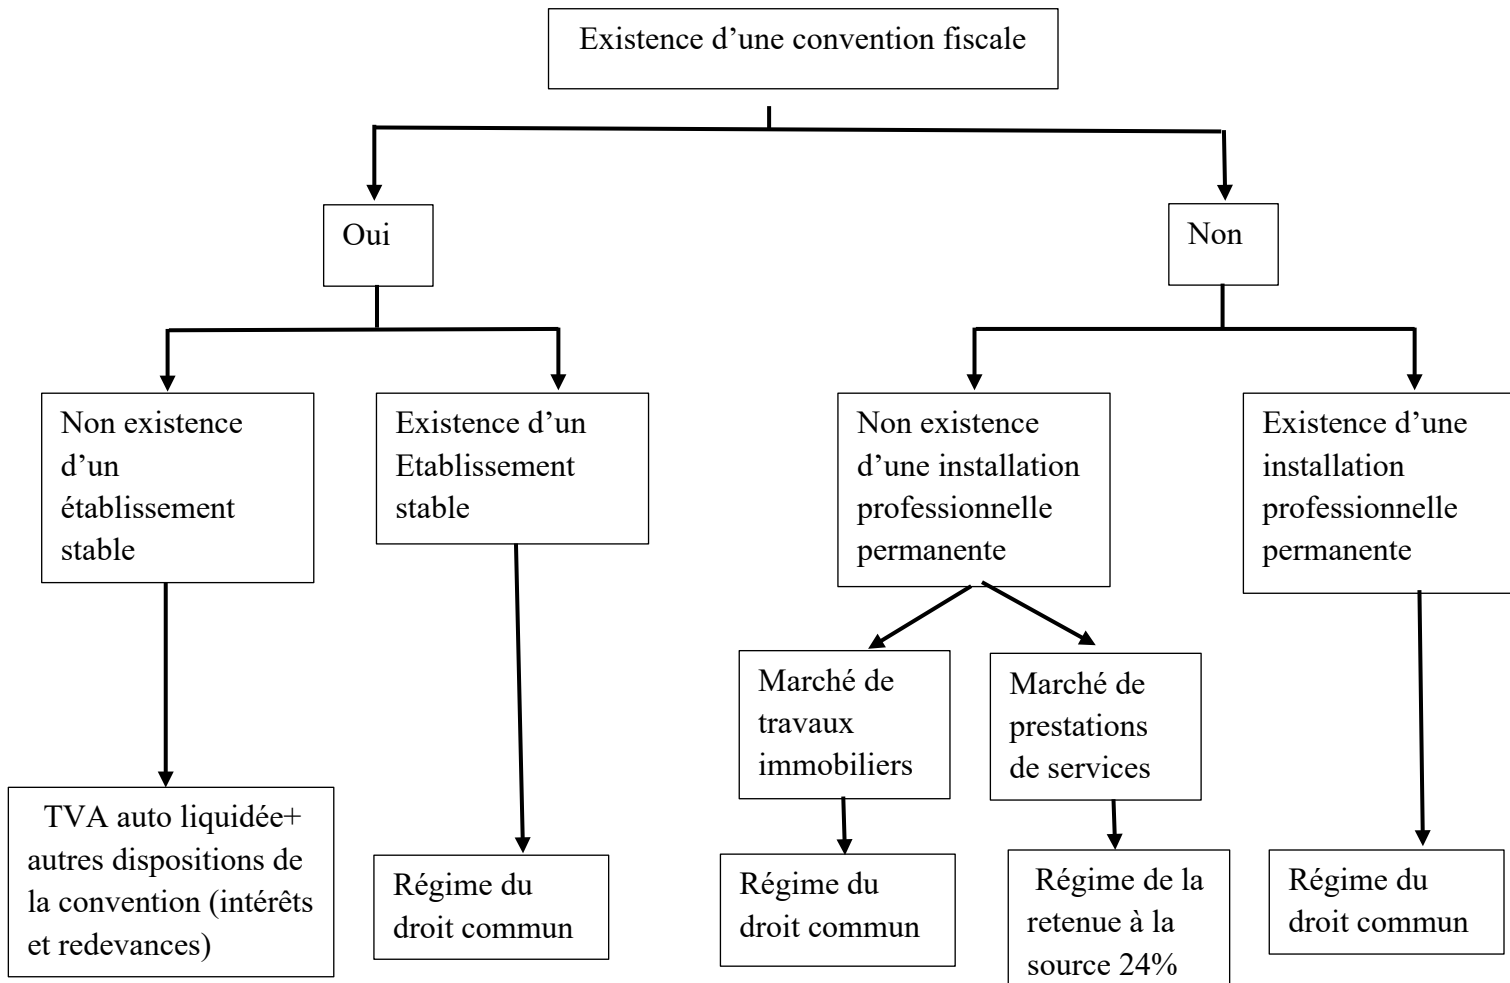 Existence d’une convention fiscale
Oui
Non
Non existence
d’un
établissement
stable
Existence d’un
Etablissement
stable
Non existence
d’une installation
professionnelle
permanente
Existence d’une
installation
professionnelle
permanente
Marché de
travaux
immobiliers
Marché de
prestations
de services
TVA auto liquidée+
autres dispositions de
la convention (intérêts
et redevances)
Régime du
droit commun
Régime du
droit commun
Régime de la
retenue à la
source 24%
Régime du
droit commun